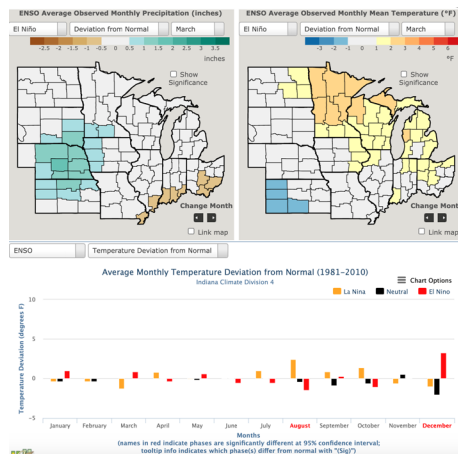 ENSO Average Observed Monthly Precipitation (inches)
El Niño
Deviation from Normal
March
-2.5 -2 -1.5 -1 -0.5 0 0.5 1 1.5 2 2.5 3 3.5
inches
Show
Significance
Change Month
Link map
ENSO Average Observed Monthly Mean Temperature (°F)
El Niño
Deviation from Normal
March
-3 -2 -1 0 1 2 3 4 5 6
°F
Show
Significance
Change Month
Link map
ENSO
Temperature Deviation from Normal
Average Monthly Temperature Deviation from Normal (1981–2010)
Indiana Climate Division 4
Chart Options
La Nina
Neutral
El Nino
Temperature Deviation (degrees F)
10
5
0
−5
January February March April May June July August September October November December
Months
(names in red indicate phases are significantly different at 95% confidence interval;
tooltip info indicates which phase(s) differ from normal with "(Sig)")